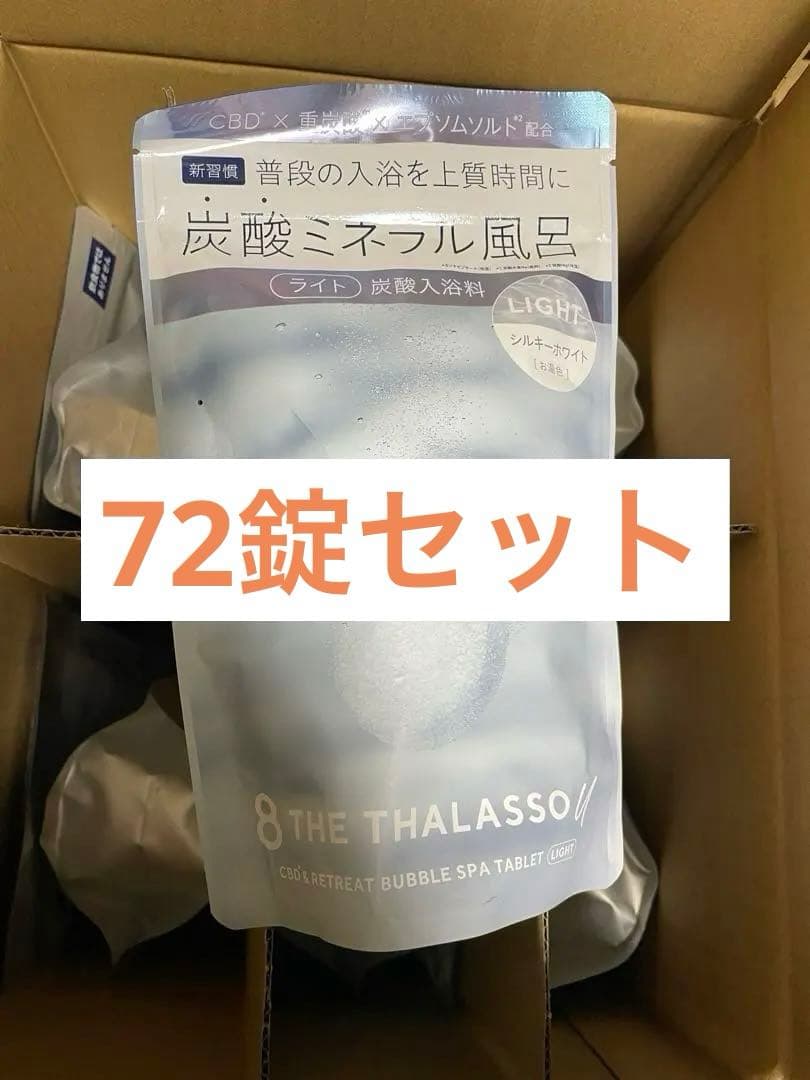 CBD* × 重炭酸 × エプソムソルト*2 配合
新習慣 普段の入浴を上質時間に
炭酸ミネラル風呂
ライト 炭酸入浴料
LIGHT
シルキーホワイト
[お湯色]
72錠セット
8 THE THALASSO u
CBD* & RETREAT BUBBLE SPA TABLET LIGHT